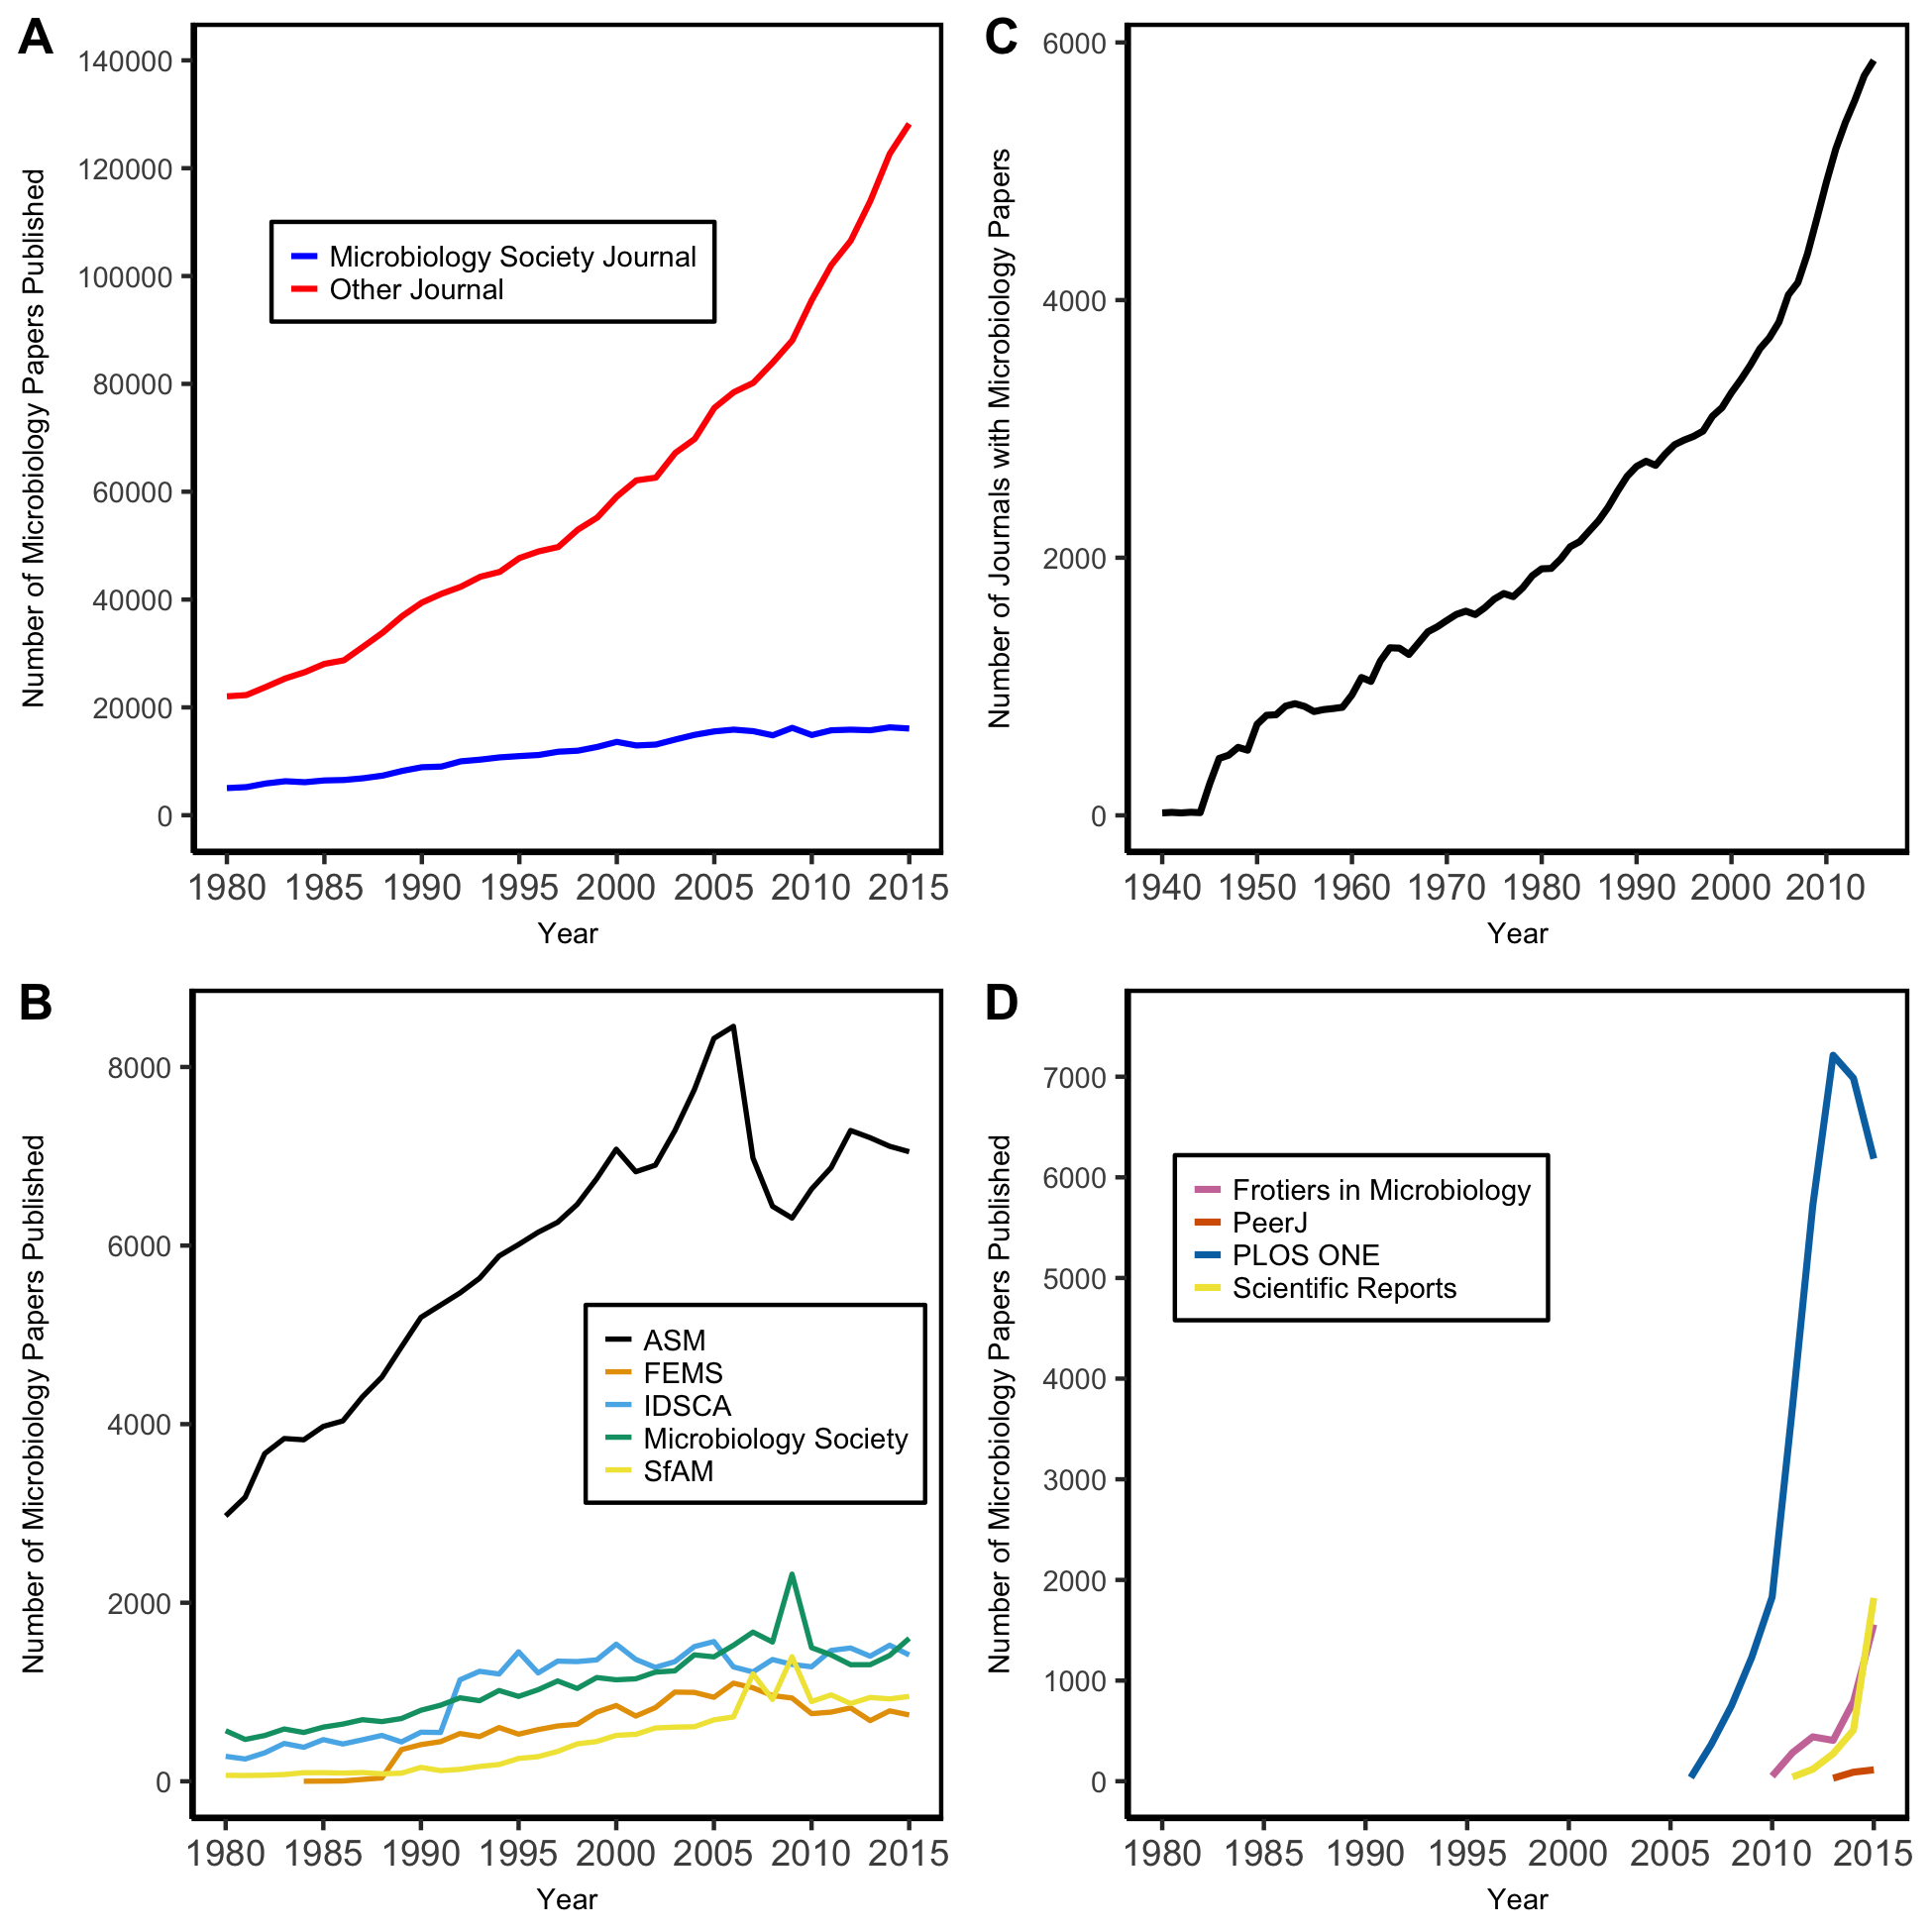 A
Number of Microbiology Papers Published
140000
120000
100000
80000
60000
40000
20000
0
Microbiology Society Journal
Other Journal
1980 1985 1990 1995 2000 2005 2010 2015
Year
C
Number of Journals with Microbiology Papers
6000
4000
2000
0
1940 1950 1960 1970 1980 1990 2000 2010
Year
B
Number of Microbiology Papers Published
8000
6000
4000
2000
0
ASM
FEMS
IDSCA
Microbiology Society
SfAM
1980 1985 1990 1995 2000 2005 2010 2015
Year
D
Number of Microbiology Papers Published
7000
6000
5000
4000
3000
2000
1000
0
Frotiers in Microbiology
PeerJ
PLOS ONE
Scientific Reports
1980 1985 1990 1995 2000 2005 2010 2015
Year